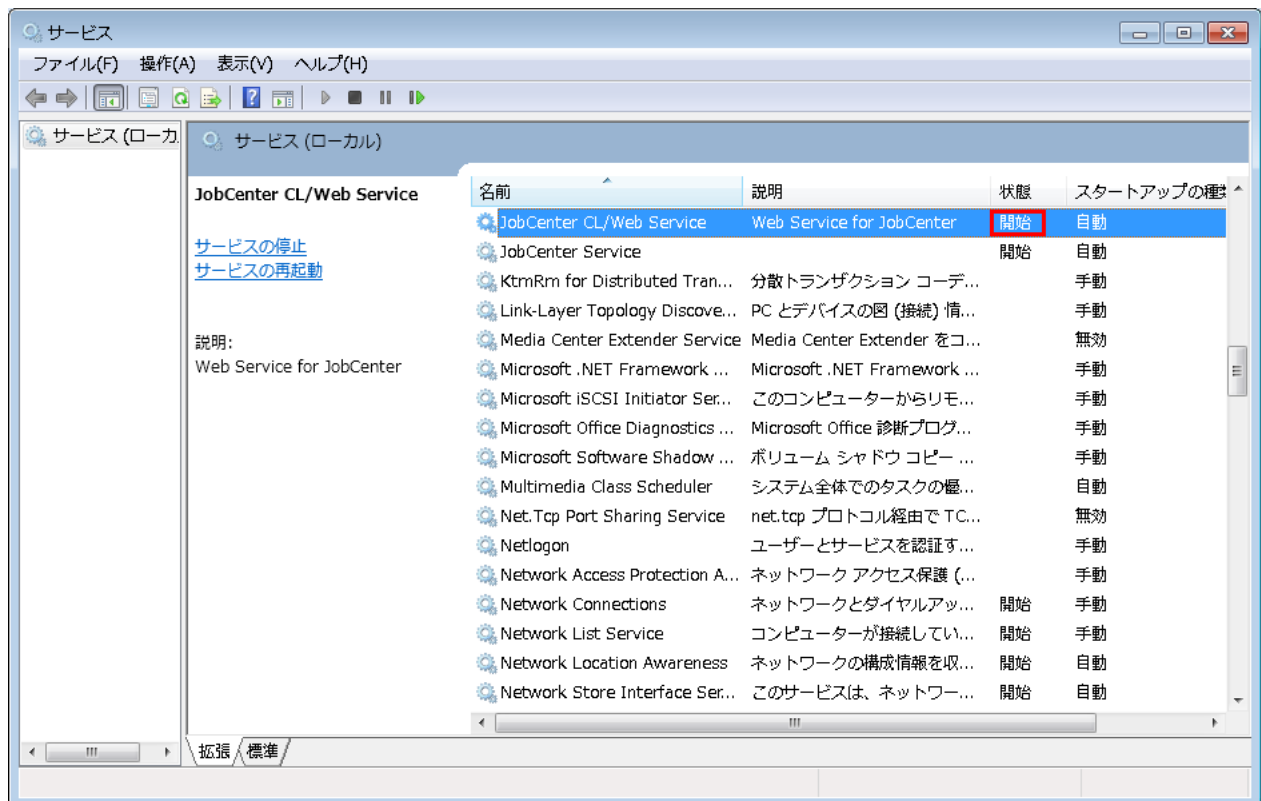 サービス
ファイル(F) 操作(A) 表示(V) ヘルプ(H)
サービス (ローカ
サービス (ローカル)
JobCenter CL/Web Service
サービスの停止
サービスの再起動
説明:
Web Service for JobCenter
名前 説明 状態 スタートアップの種類
JobCenter CL/Web Service Web Service for JobCenter 開始 自動
JobCenter Service 開始 自動
KtmRm for Distributed Tran... 分散トランザクション コーデ... 手動
Link-Layer Topology Discove... PC とデバイスの図 (接続) 情... 手動
Media Center Extender Service Media Center Extender をコ... 無効
Microsoft .NET Framework ... Microsoft .NET Framework ... 手動
Microsoft iSCSI Initiator Ser... このコンピューターからリモ... 手動
Microsoft Office Diagnostics ... Microsoft Office 診断プログ... 手動
Microsoft Software Shadow ... ボリューム シャドウ コピー ... 手動
Multimedia Class Scheduler システム全体でのタスクの優... 自動
Net.Tcp Port Sharing Service net.tcp プロトコル経由で TC... 無効
Netlogon ユーザーとサービスを認証す... 手動
Network Access Protection A... ネットワーク アクセス保護 (... 手動
Network Connections ネットワークとダイヤルアッ... 開始 手動
Network List Service コンピューターが接続してい... 開始 手動
Network Location Awareness ネットワークの構成情報を収... 開始 自動
Network Store Interface Ser... このサービスは、ネットワー... 開始 自動
拡張 標準